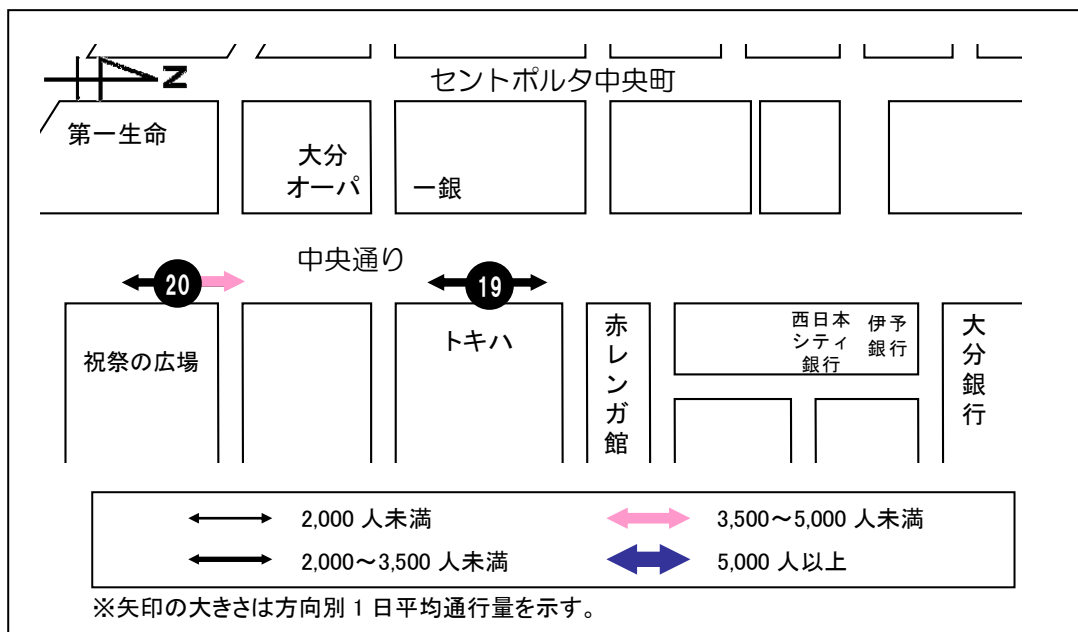 セントポルタ中央町
N
第一生命
大分
オーパ
一銀
中央通り
20
19
祝祭の広場
トキハ
赤レンガ館
西日本
シティ
銀行
伊予
銀行
大分銀行
2,000 人未満
3,500～5,000 人未満
2,000～3,500 人未満
5,000 人以上
※矢印の大きさは方向別 1 日平均通行量を示す。